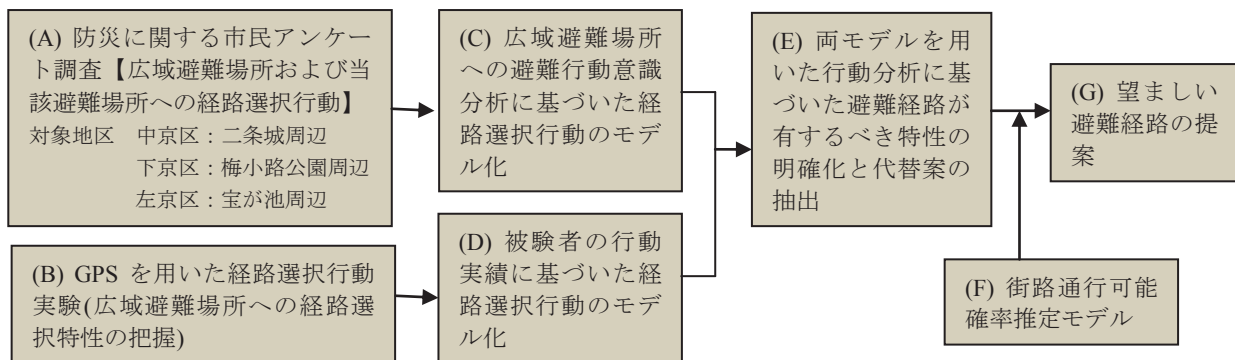 (A) 防災に関する市民アンケー
ト調査【広域避難場所および当
該避難場所への経路選択行動】
対象地区 中京区：二条城周辺
下京区：梅小路公園周辺
左京区：宝が池周辺
(B) GPS を用いた経路選択行動
実験(広域避難場所への経路選
択特性の把握)
(C) 広域避難場所
への避難行動意識
分析に基づいた経
路選択行動のモデ
ル化
(D) 被験者の行動
実績に基づいた経
路選択行動のモデ
ル化
(E) 両モデルを用
いた行動分析に基
づいた避難経路が
有するべき特性の
明確化と代替案の
抽出
(F) 街路通行可能
確率推定モデル
(G) 望ましい
避難経路の提
案